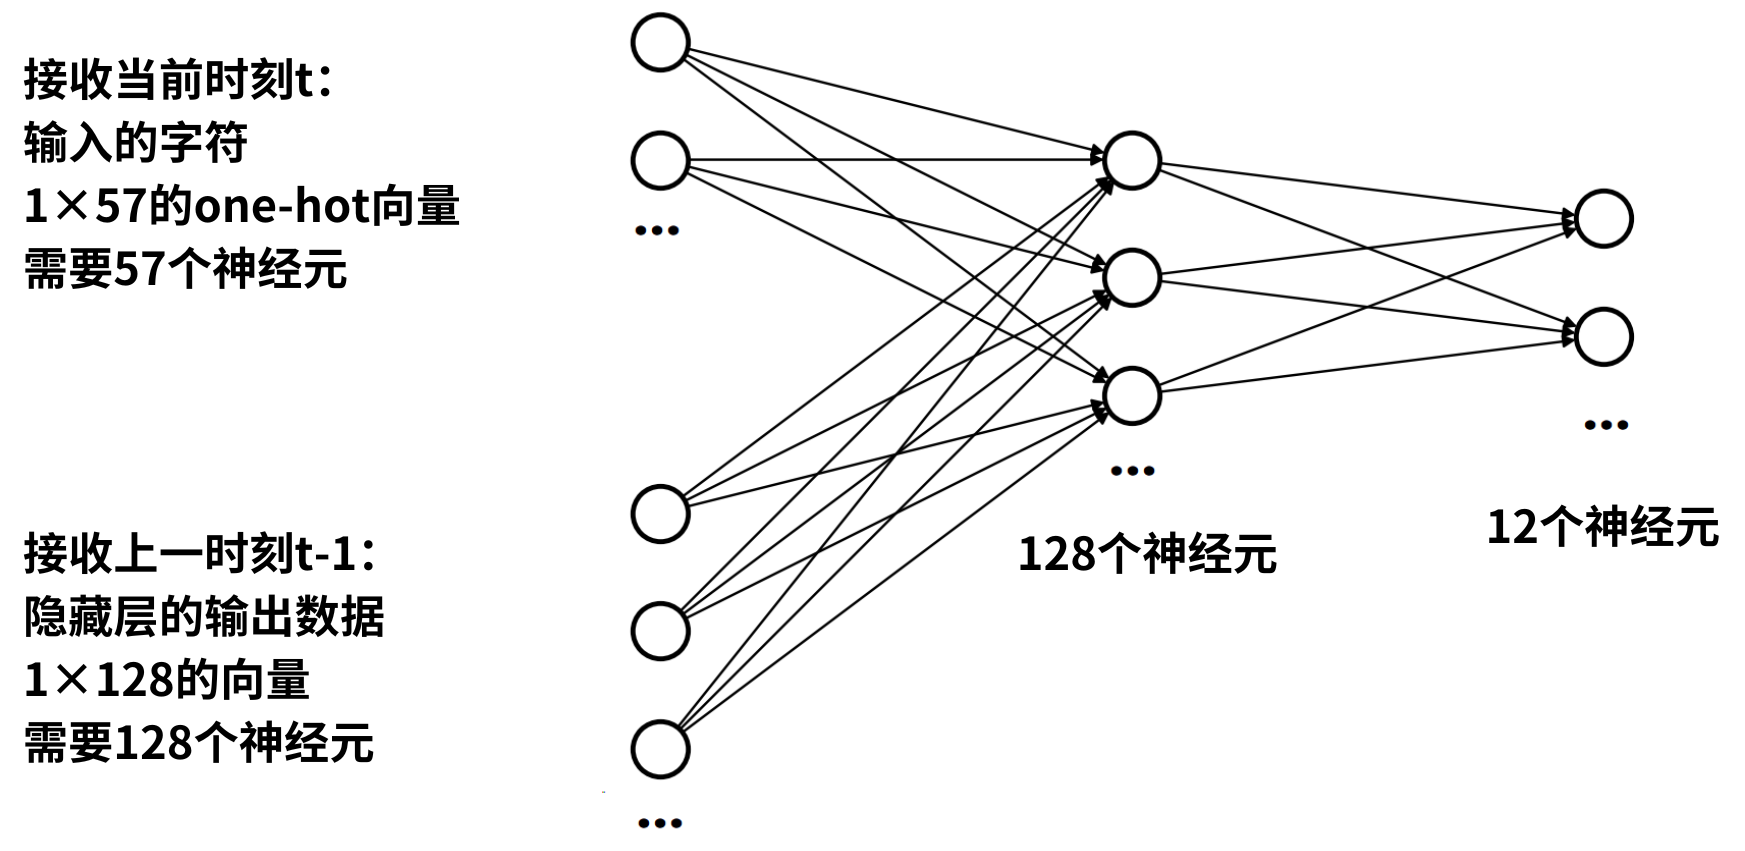 接收当前时刻t：
输入的字符
1×57的one-hot向量
需要57个神经元
...
接收上一时刻t-1：
隐藏层的输出数据
1×128的向量
需要128个神经元
...
...
128个神经元
...
12个神经元